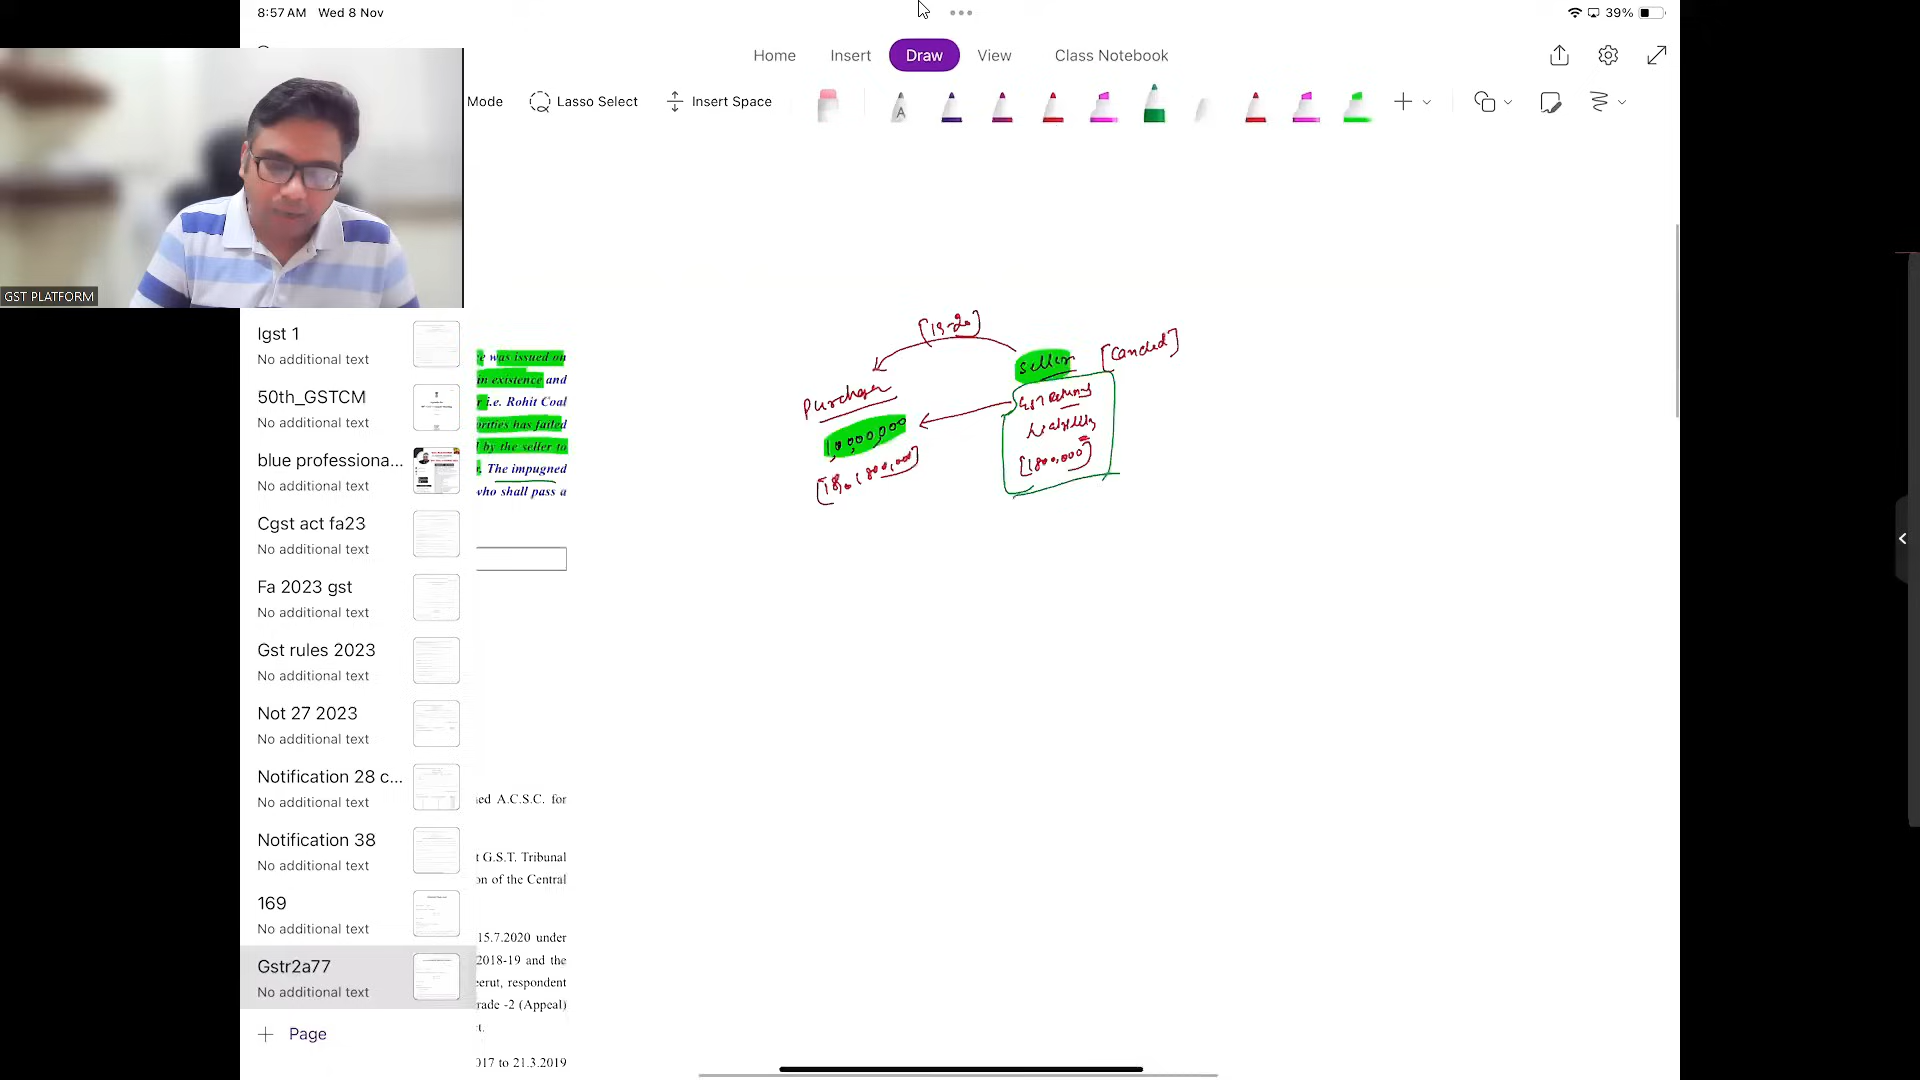 8:57 AM Wed 8 Nov
39%
Home Insert Draw View Class Notebook
Mode Lasso Select Insert Space
A
GST PLATFORM
Igst 1
No additional text
50th_GSTCM
No additional text
blue professiona...
No additional text
Cgst act fa23
No additional text
Fa 2023 gst
No additional text
Gst rules 2023
No additional text
Not 27 2023
No additional text
Notification 28 c...
No additional text
Notification 38
No additional text
169
No additional text
Gstr2a77
No additional text
Page
e was issued on
in existence and
r i.e. Rohit Coal
orities has failed
d by the seller to
. The impugned
who shall pass a
ned A.C.S.C. for
t G.S.T. Tribunal
on of the Central
15.7.2020 under
2018-19 and the
eerut, respondent
rade -2 (Appeal)
ct.
017 to 21.3.2019
[19-20]
Seller
Purchaser
GST Returns
Liability
[1800,000]
1,0,000,000